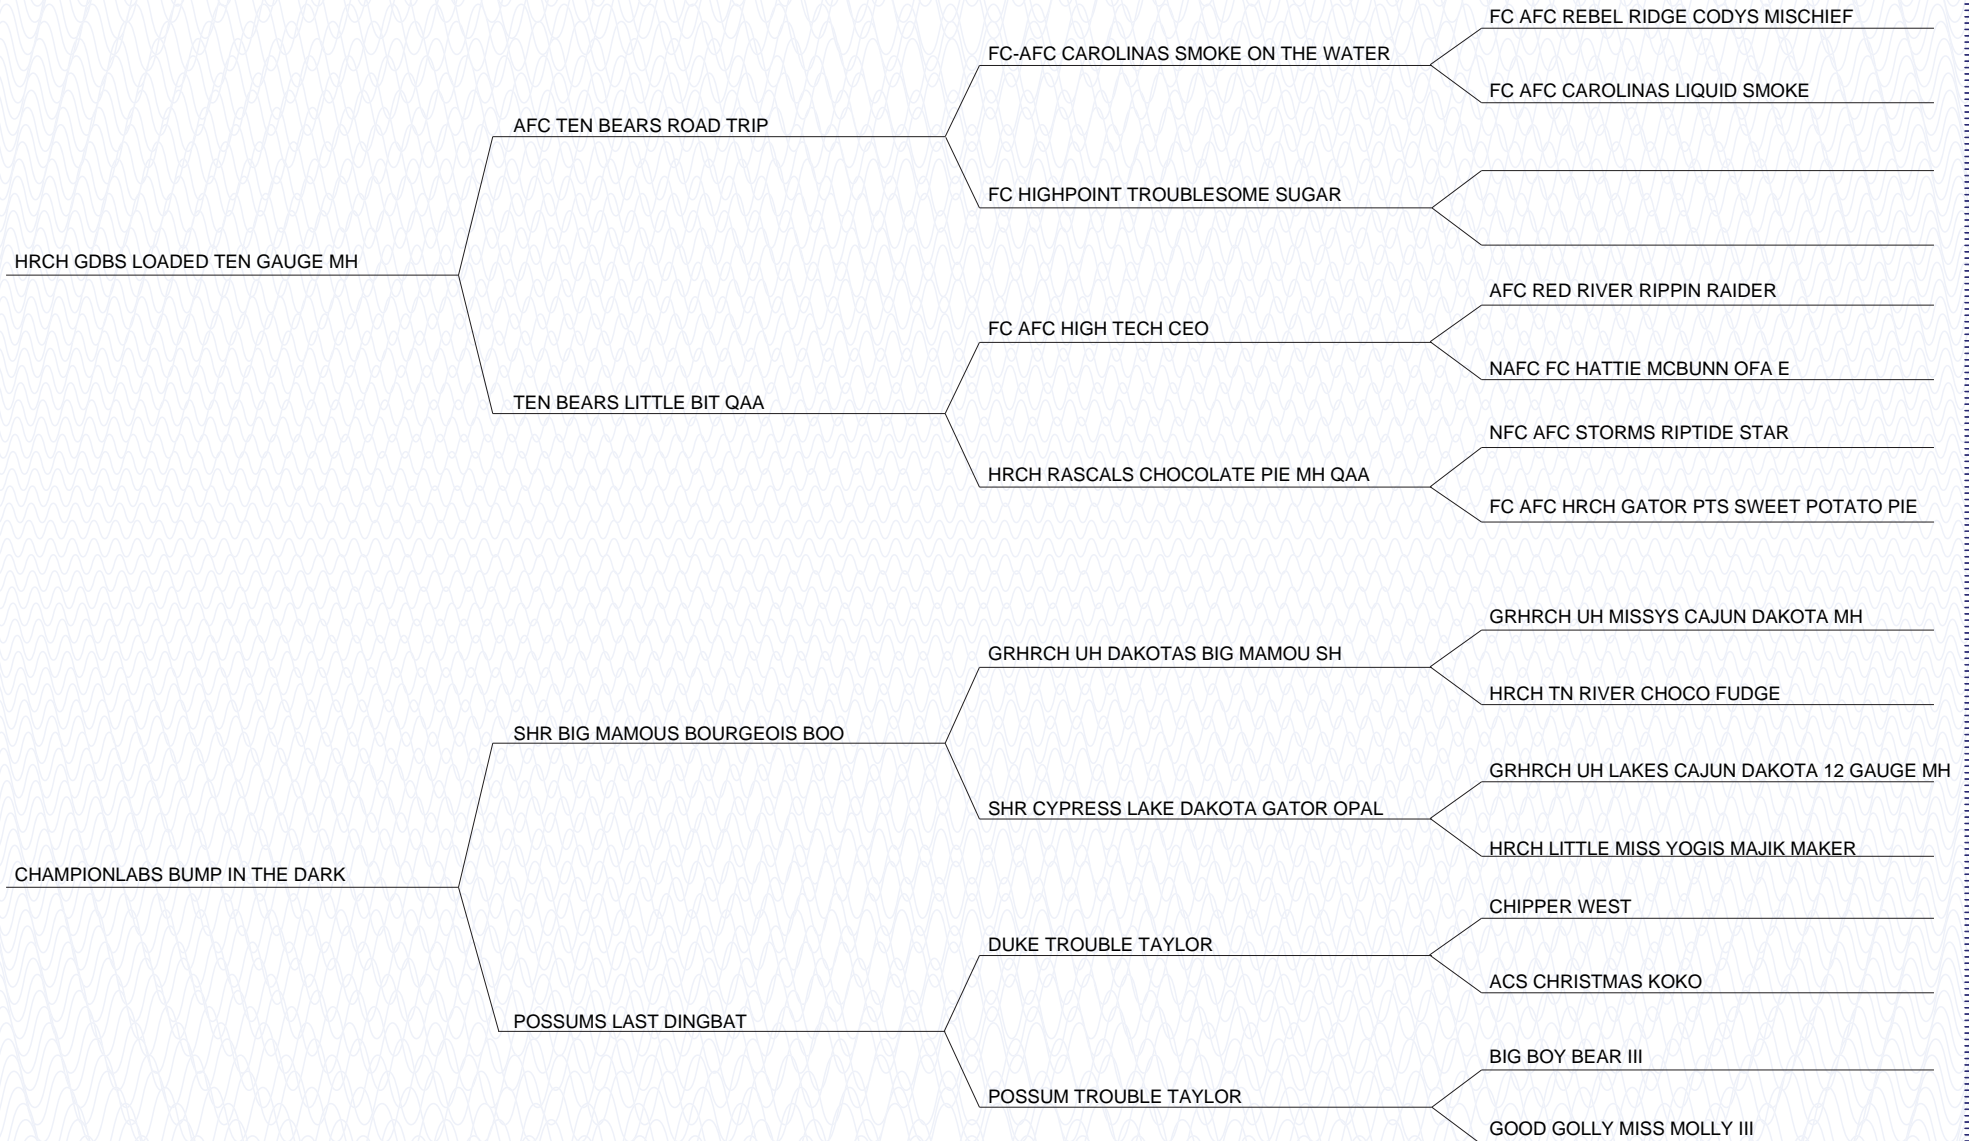 FC AFC REBEL RIDGE CODYS MISCHIEF
FC-AFC CAROLINAS SMOKE ON THE WATER
FC AFC CAROLINAS LIQUID SMOKE
AFC TEN BEARS ROAD TRIP
FC HIGHPOINT TROUBLESOME SUGAR
HRCH GDBS LOADED TEN GAUGE MH
AFC RED RIVER RIPPIN RAIDER
FC AFC HIGH TECH CEO
NAFC FC HATTIE MCBUNN OFA E
TEN BEARS LITTLE BIT QAA
NFC AFC STORMS RIPTIDE STAR
HRCH RASCALS CHOCOLATE PIE MH QAA
FC AFC HRCH GATOR PTS SWEET POTATO PIE
GRHRCH UH MISSYS CAJUN DAKOTA MH
GRHRCH UH DAKOTAS BIG MAMOU SH
HRCH TN RIVER CHOCO FUDGE
SHR BIG MAMOUS BOURGEOIS BOO
GRHRCH UH LAKES CAJUN DAKOTA 12 GAUGE MH
SHR CYPRESS LAKE DAKOTA GATOR OPAL
HRCH LITTLE MISS YOGIS MAJIK MAKER
CHAMPIONLABS BUMP IN THE DARK
CHIPPER WEST
DUKE TROUBLE TAYLOR
ACS CHRISTMAS KOKO
POSSUMS LAST DINGBAT
BIG BOY BEAR III
POSSUM TROUBLE TAYLOR
GOOD GOLLY MISS MOLLY III